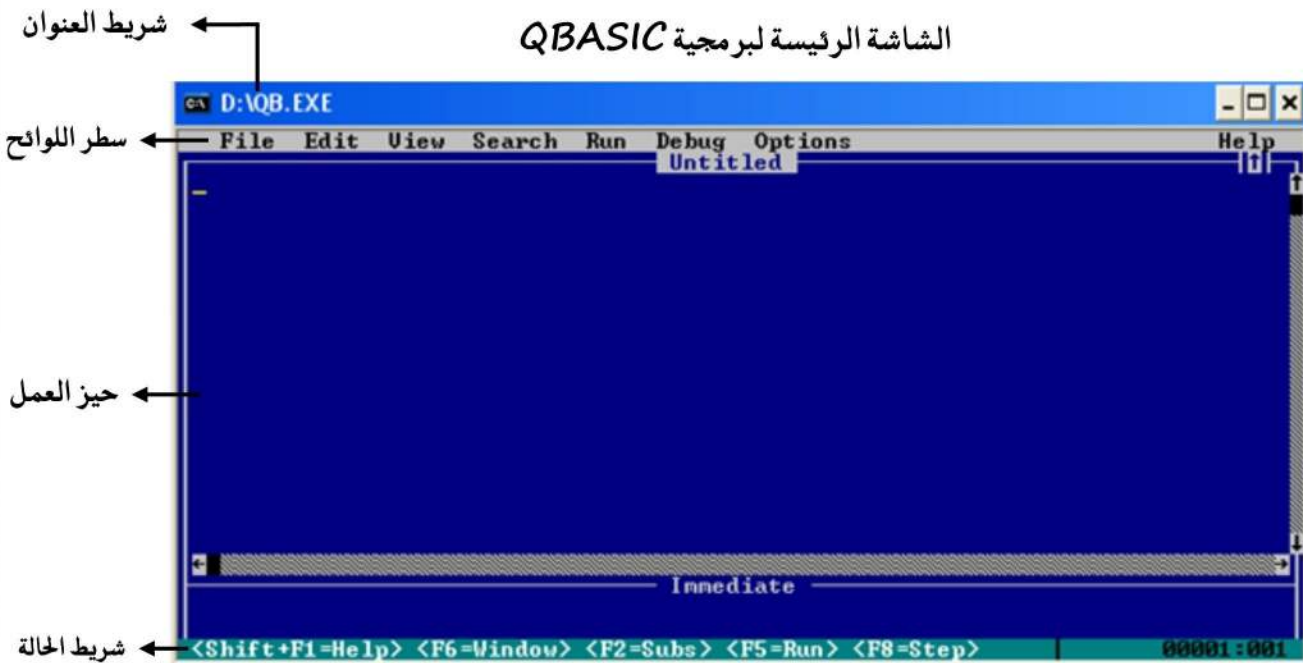 الشاشة الرئيسة لبرمجية QBASIC
شريط العنوان
D:\QB.EXE
سطر اللوائح
File Edit View Search Run Debug Options Help
Untitled
حيز العمل
Immediate
شريط الحالة
<Shift+F1=Help> <F6=Window> <F2=Subs> <F5=Run> <F8=Step> 00001:001